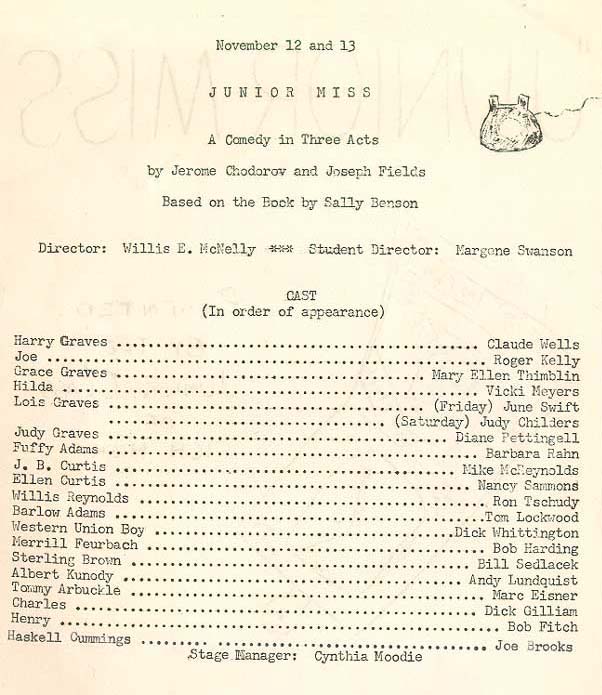 November 12 and 13
JUNIOR MISS
J U N I O R  M I S S
A Comedy in Three Acts
by Jerome Chodorov and Joseph Fields
Based on the Book by Sally Benson
Director: Willis E. McNelly *** Student Director: Margene Swanson
CAST
(In order of appearance)
Harry Graves ........ Claude Wells
Joe ........ Roger Kelly
Grace Graves ........ Mary Ellen Thimblin
Hilda ........ Vicki Meyers
Lois Graves ........ (Friday) June Swift
........ (Saturday) Judy Childers
Judy Graves ........ Diane Pettingell
Fuffy Adams ........ Barbara Rahn
J. B. Curtis ........ Mike McReynolds
Ellen Curtis ........ Nancy Sammons
Willis Reynolds ........ Ron Tschudy
Barlow Adams ........ Tom Lockwood
Western Union Boy ........ Dick Whittington
Merrill Feurbach ........ Bob Harding
Sterling Brown ........ Bill Sedlacek
Albert Kunody ........ Andy Lundquist
Tommy Arbuckle ........ Marc Eisner
Charles ........ Dick Gilliam
Henry ........ Bob Fitch
Haskell Cummings ........ Joe Brooks
Stage Manager: Cynthia Moodie